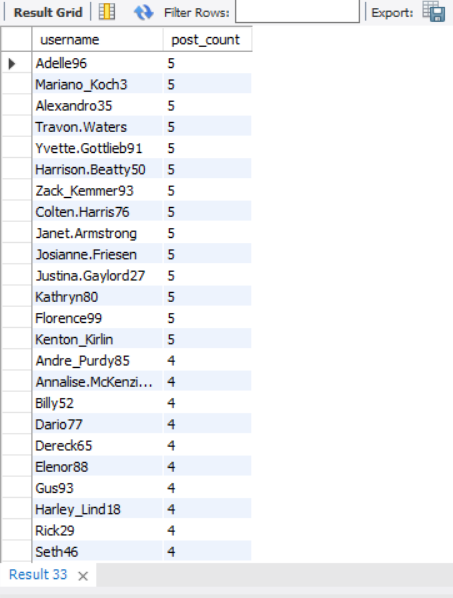 Result Grid Filter Rows: Export:
username post_count
Adelle96 5
Mariano_Koch3 5
Alexandro35 5
Travon.Waters 5
Yvette.Gottlieb91 5
Harrison.Beatty50 5
Zack_Kemmer93 5
Colten.Harris76 5
Janet.Armstrong 5
Josianne.Friesen 5
Justina.Gaylord27 5
Kathryn80 5
Florence99 5
Kenton_Kirlin 5
Andre_Purdy85 4
Annalise.McKenzi... 4
Billy52 4
Dario77 4
Dereck65 4
Elenor88 4
Gus93 4
Harley_Lind18 4
Rick29 4
Seth46 4
Result 33